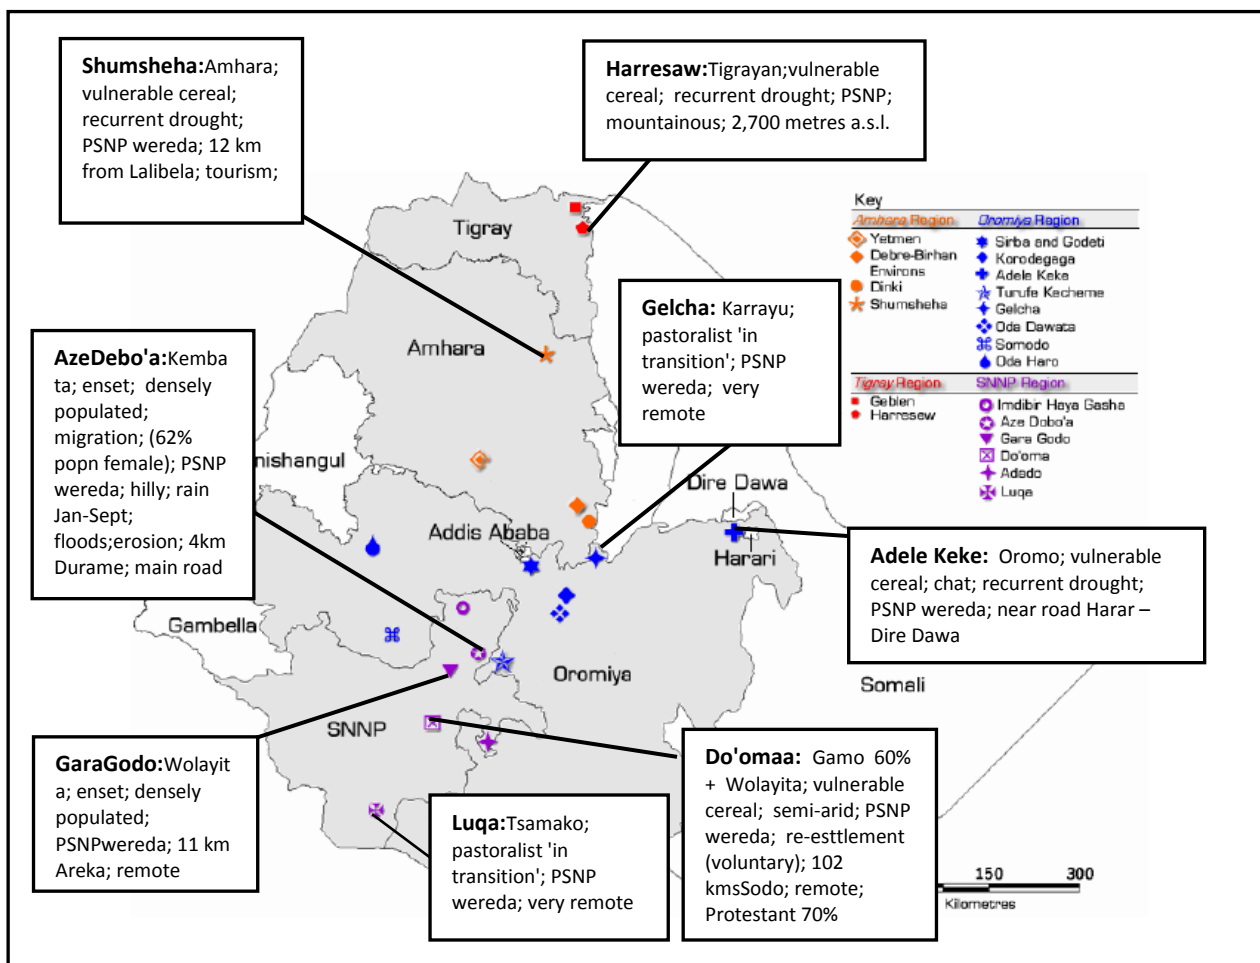 Shumsheha:Amhara;
vulnerable cereal;
recurrent drought;
PSNP wereda; 12 km
from Lalibela; tourism;
Harresaw:Tigrayan;vulnerable
cereal; recurrent drought; PSNP;
mountainous; 2,700 metres a.s.l.
Tigray
Key
Amhara Region
Yetmen
Debre-Birhan
Environs
Dinki
Shumsheha
Oromiya Region
Sirba and Godeti
Korodegaga
Adele Keke
Turufe Kecheme
Gelcha
Oda Dawata
Somodo
Oda Haro
Tigray Region
Geblen
Harresew
SNNP Region
Imdibir Haya Gasha
Aze Dobo'a
Gara Godo
Do'oma
Adado
Luqa
Gelcha: Karrayu;
pastoralist 'in
transition'; PSNP
wereda; very
remote
Amhara
AzeDebo'a:Kemba
ta; enset; densely
populated;
migration; (62%
popn female); PSNP
wereda; hilly; rain
Jan-Sept;
floods;erosion; 4km
Durame; main road
nishangul
Dire Dawa
Addis Ababa
Harari
Adele Keke: Oromo; vulnerable
cereal; chat; recurrent drought;
PSNP wereda; near road Harar –
Dire Dawa
Gambella
Oromiya
Somali
SNNP
GaraGodo:Wolayit
a; enset; densely
populated;
PSNPwereda; 11 km
Areka; remote
Luqa:Tsamako;
pastoralist 'in
transition'; PSNP
wereda; very remote
Do'omaa: Gamo 60%
+ Wolayita; vulnerable
cereal; semi-arid; PSNP
wereda; re-esttlement
(voluntary); 102
kmsSodo; remote;
Protestant 70%
150 300
Kilometres